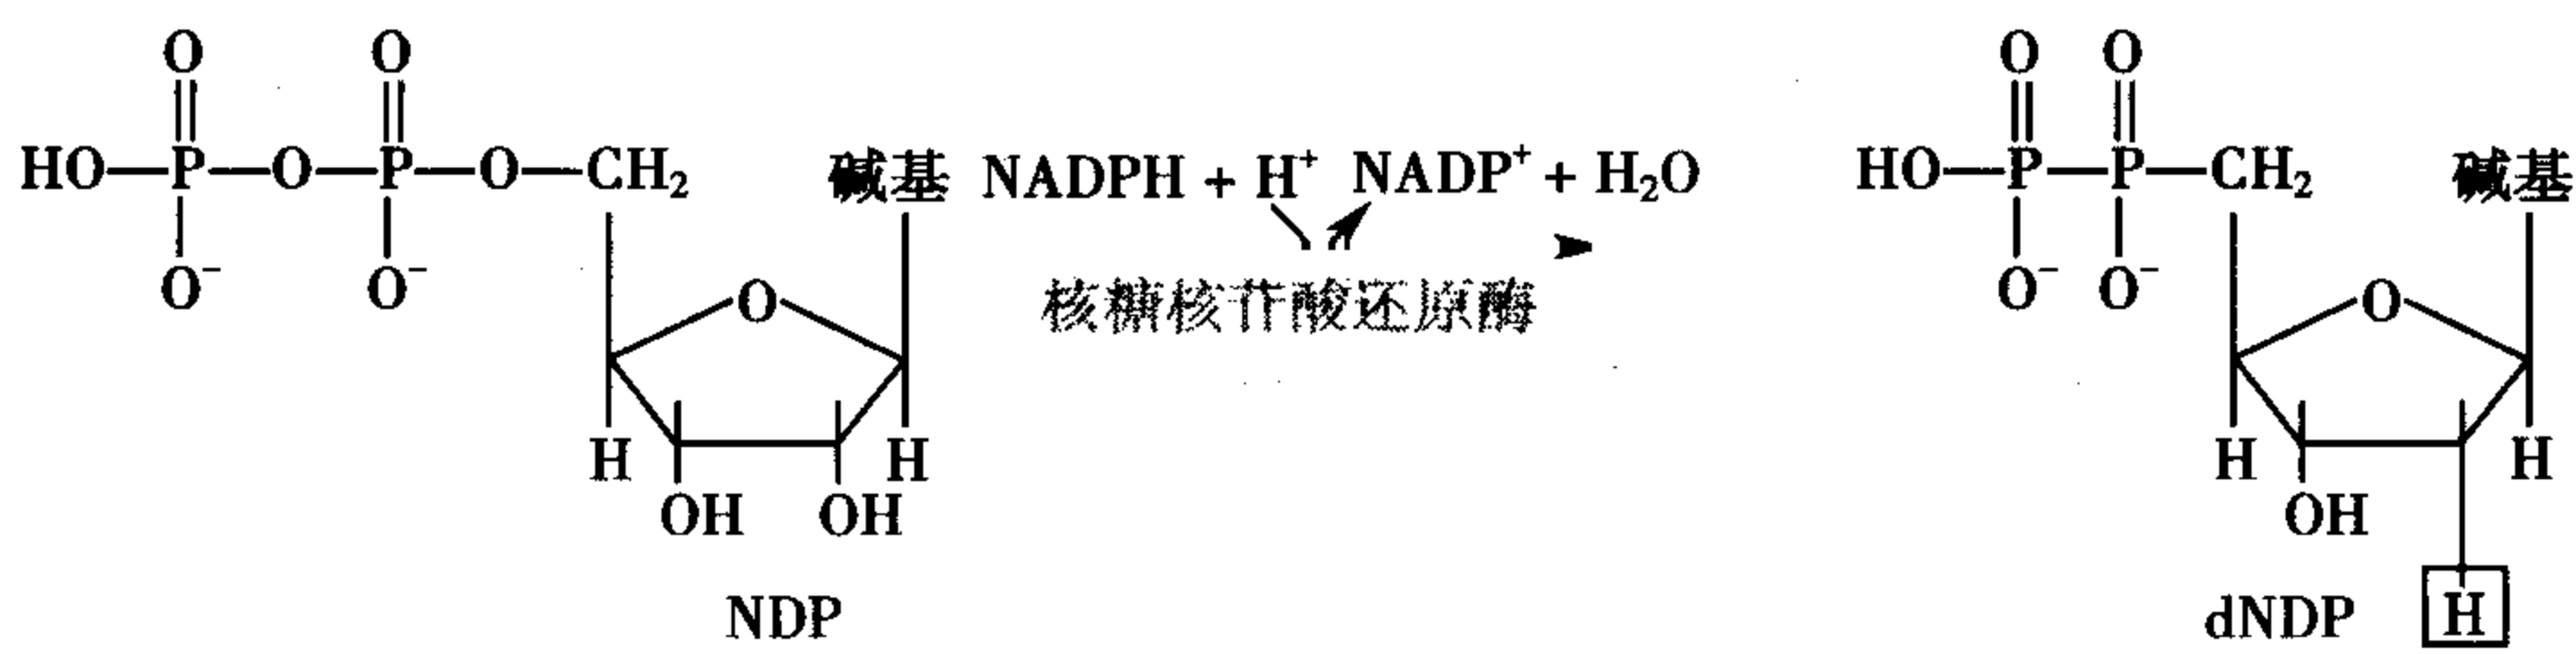 O O O O
HO—P—O—P—O—CH₂ 碱基 NADPH + H⁺ NADP⁺ + H₂O HO—P—P—CH₂ 碱基
O⁻ O⁻ 核糖核苷酸还原酶 O⁻ O⁻
O O
H H H H
OH OH OH
NDP dNDP H